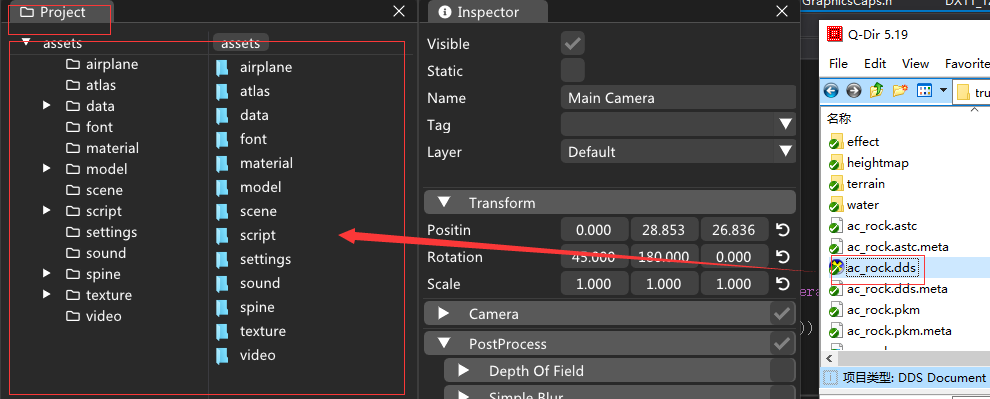 Project
assets
airplane
atlas
data
font
material
model
scene
script
settings
sound
spine
texture
video
assets
airplane
atlas
data
font
material
model
scene
script
settings
sound
spine
texture
video
Inspector
Visible
Static
Name Main Camera
Tag
Layer Default
Transform
Positin 0.000 28.853 26.836
Rotation 45.000 180.000 0.000
Scale 1.000 1.000 1.000
Camera
PostProcess
Depth Of Field
Simple Blur
GraphicsCaps.h
era
))
Q-Dir 5.19
File Edit View Favorite
tru
名称
effect
heightmap
terrain
water
ac_rock.astc
ac_rock.astc.meta
ac_rock.dds
ac_rock.dds.meta
ac_rock.pkm
ac_rock.pkm.meta
项目类型: DDS Document